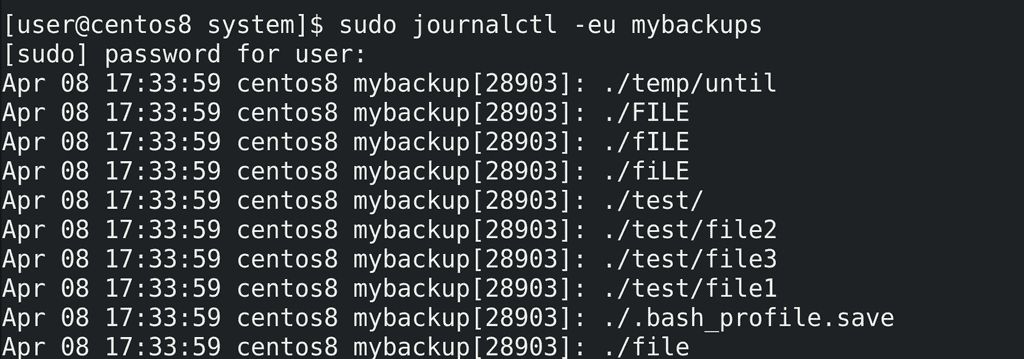 [user@centos8 system]$ sudo journalctl -eu mybackups
[sudo] password for user:
Apr 08 17:33:59 centos8 mybackup[28903]: ./temp/until
Apr 08 17:33:59 centos8 mybackup[28903]: ./FILE
Apr 08 17:33:59 centos8 mybackup[28903]: ./fILE
Apr 08 17:33:59 centos8 mybackup[28903]: ./fiLE
Apr 08 17:33:59 centos8 mybackup[28903]: ./test/
Apr 08 17:33:59 centos8 mybackup[28903]: ./test/file2
Apr 08 17:33:59 centos8 mybackup[28903]: ./test/file3
Apr 08 17:33:59 centos8 mybackup[28903]: ./test/file1
Apr 08 17:33:59 centos8 mybackup[28903]: ./.bash_profile.save
Apr 08 17:33:59 centos8 mybackup[28903]: ./file